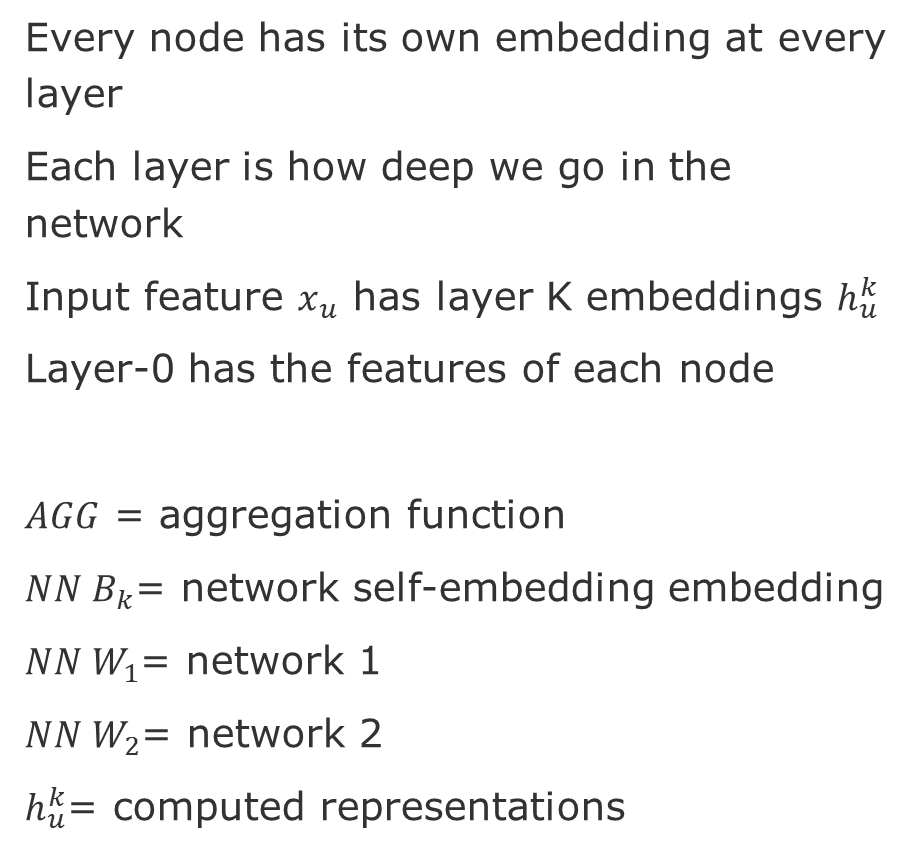 Every node has its own embedding at every
layer
Each layer is how deep we go in the
network
Input feature $x_u$ has layer K embeddings $h_u^k$
Layer-0 has the features of each node
$AGG$ = aggregation function
$NN\ B_k$= network self-embedding embedding
$NN\ W_1$= network 1
$NN\ W_2$= network 2
$h_u^k$= computed representations